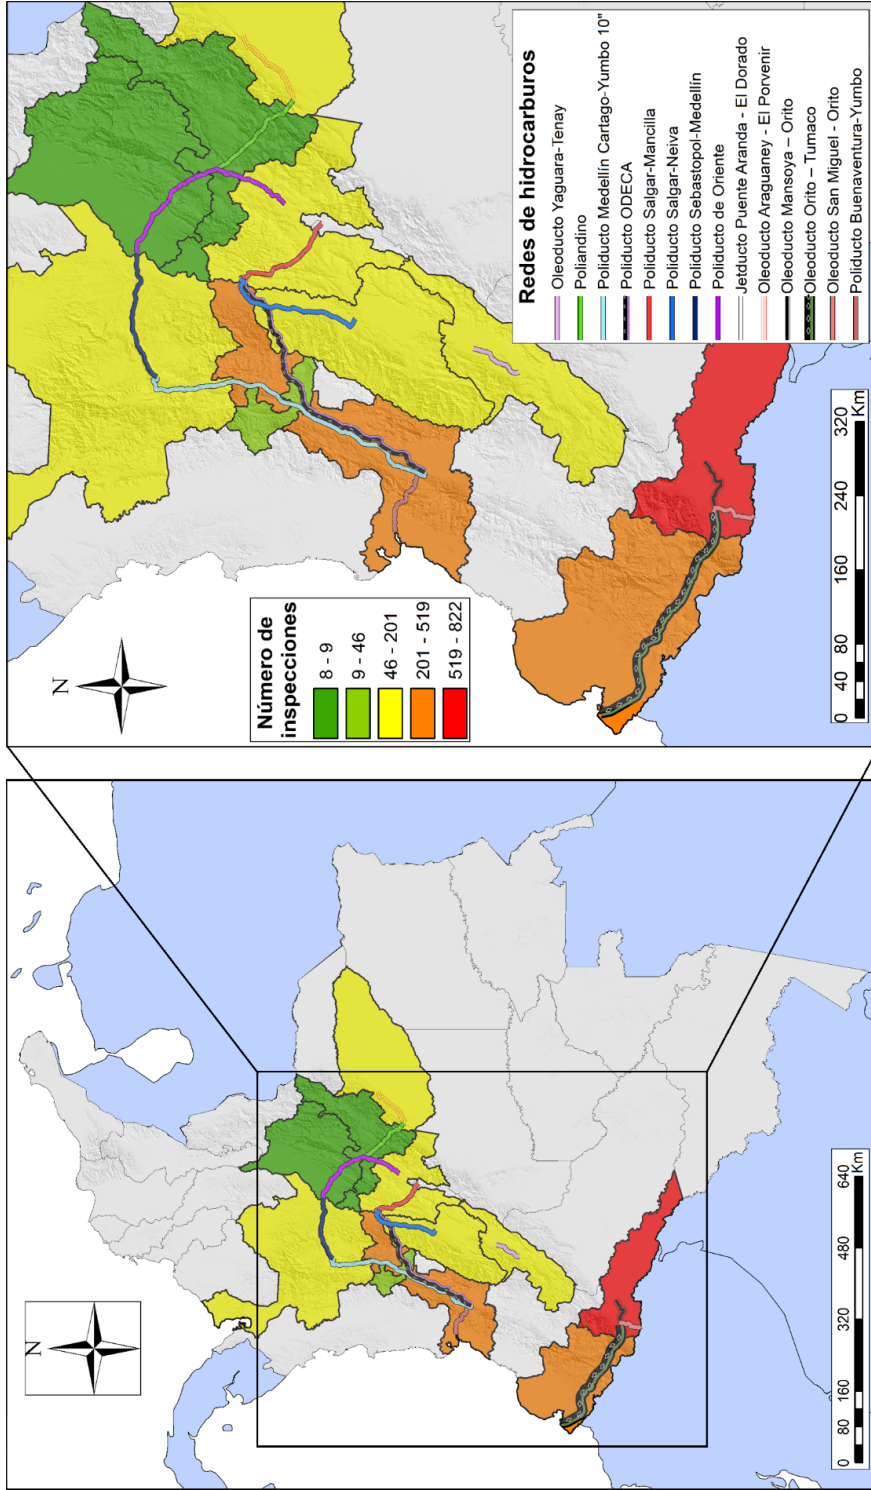 N
0
80
160
320
480
640
Km
N
Número de
inspecciones
8 - 9
9 - 46
46 - 201
201 - 519
519 - 822
0
40
80
160
240
320
Km
Redes de hidrocarburos
Oleoducto Yaguara-Tenay
Poliandino
Poliducto Medellín Cartago-Yumbo 10"
Poliducto ODECA
Poliducto Salgar-Mancilla
Poliducto Salgar-Neiva
Poliducto Sebastopol-Medellín
Poliducto de Oriente
Jetducto Puente Aranda - El Dorado
Oleoducto Araguaney - El Porvenir
Oleoducto Mansoya – Orito
Oleoducto Orito – Tumaco
Oleoducto San Miguel - Orito
Poliducto Buenaventura-Yumbo